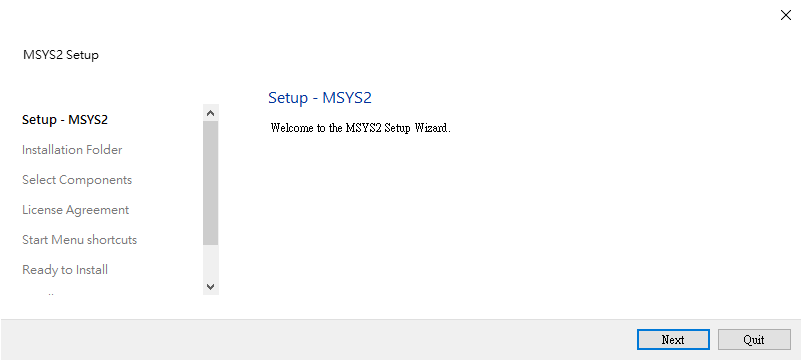 MSYS2 Setup
Setup - MSYS2
Installation Folder
Select Components
License Agreement
Start Menu shortcuts
Ready to Install
Setup - MSYS2
Welcome to the MSYS2 Setup Wizard.
Next
Quit